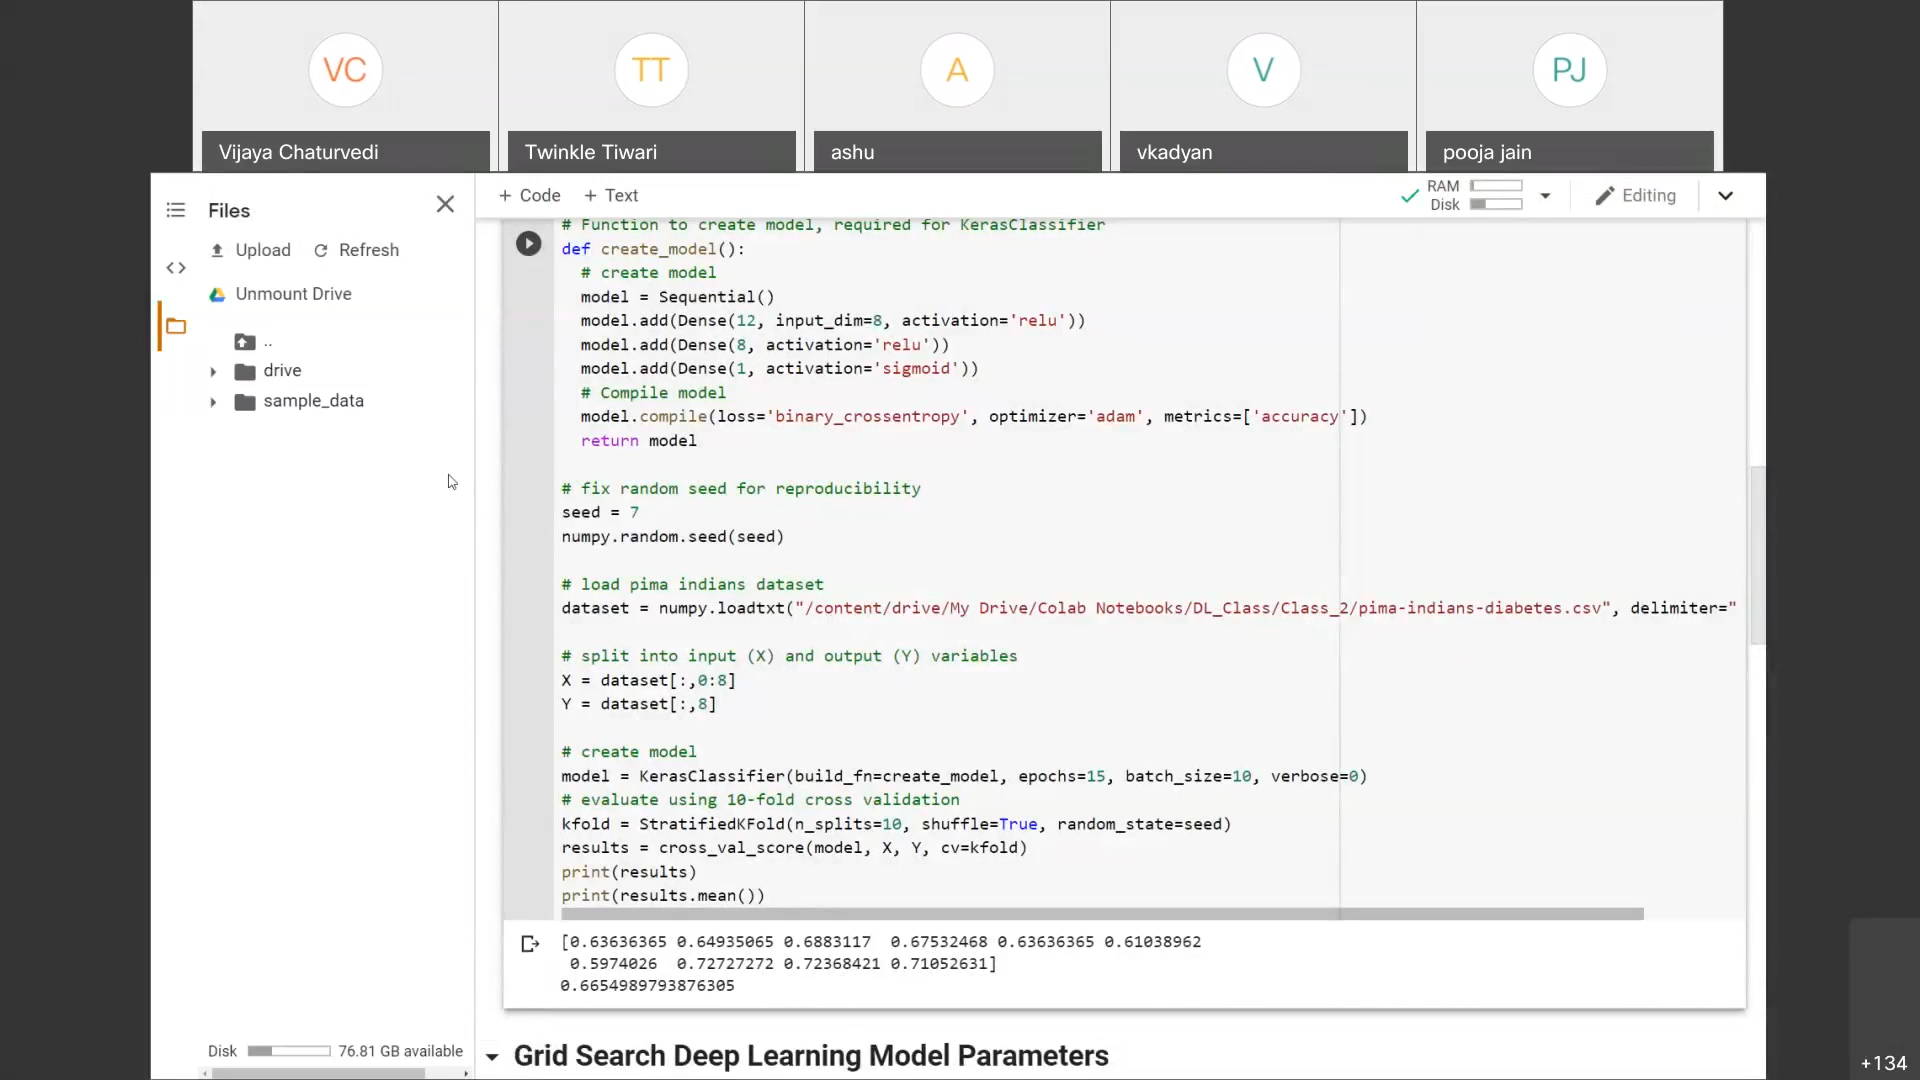 VC
TT
A
V
PJ
Vijaya Chaturvedi
Twinkle Tiwari
ashu
vkadyan
pooja jain
Files
Upload
Refresh
Unmount Drive
..
drive
sample_data
Disk 76.81 GB available
+ Code + Text
RAM
Disk
Editing
# Function to create model, required for KerasClassifier
def create_model():
  # create model
  model = Sequential()
  model.add(Dense(12, input_dim=8, activation='relu'))
  model.add(Dense(8, activation='relu'))
  model.add(Dense(1, activation='sigmoid'))
  # Compile model
  model.compile(loss='binary_crossentropy', optimizer='adam', metrics=['accuracy'])
  return model
# fix random seed for reproducibility
seed = 7
numpy.random.seed(seed)
# load pima indians dataset
dataset = numpy.loadtxt("/content/drive/My Drive/Colab Notebooks/DL_Class/Class_2/pima-indians-diabetes.csv", delimiter="
# split into input (X) and output (Y) variables
X = dataset[:,0:8]
Y = dataset[:,8]
# create model
model = KerasClassifier(build_fn=create_model, epochs=15, batch_size=10, verbose=0)
# evaluate using 10-fold cross validation
kfold = StratifiedKFold(n_splits=10, shuffle=True, random_state=seed)
results = cross_val_score(model, X, Y, cv=kfold)
print(results)
print(results.mean())
[0.63636365 0.64935065 0.6883117  0.67532468 0.63636365 0.61038962
 0.5974026  0.72727272 0.72368421 0.71052631]
0.6654989793876305
Grid Search Deep Learning Model Parameters
+134